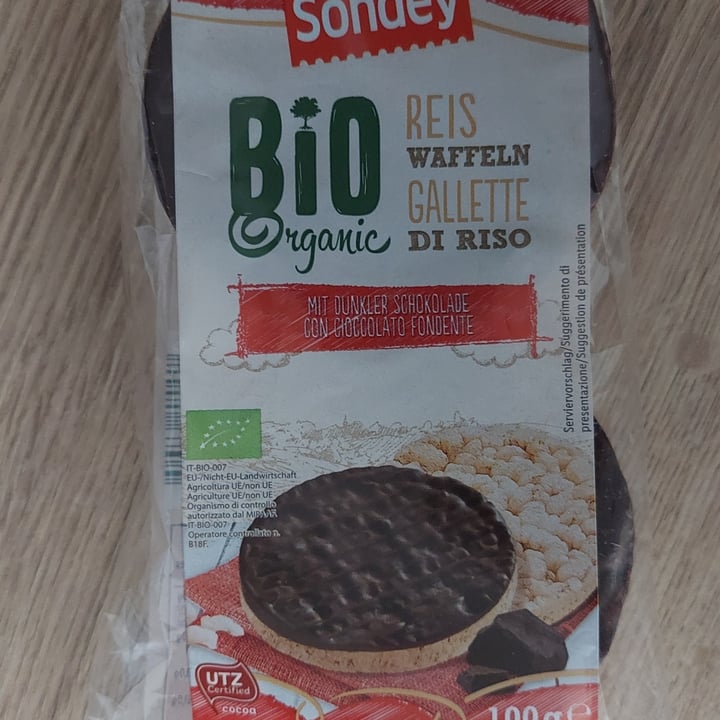 Sondey
BiO
Organic
REIS
WAFFELN
GALLETTE
DI RISO
MIT DUNKLER SCHOKOLADE
CON CIOCCOLATO FONDENTE
Serviervorschlag/Suggerimento di
presentazione/Suggestion de présentation
IT-BIO-007
EU-/Nicht-EU-Landwirtschaft
Agricoltura UE/non UE
Agriculture UE/non UE
Organismo di controllo
autorizzato dal
IT-BIO-007
Operatore controllato n.
B18F.
UTZ
Certified
cocoa
100g e